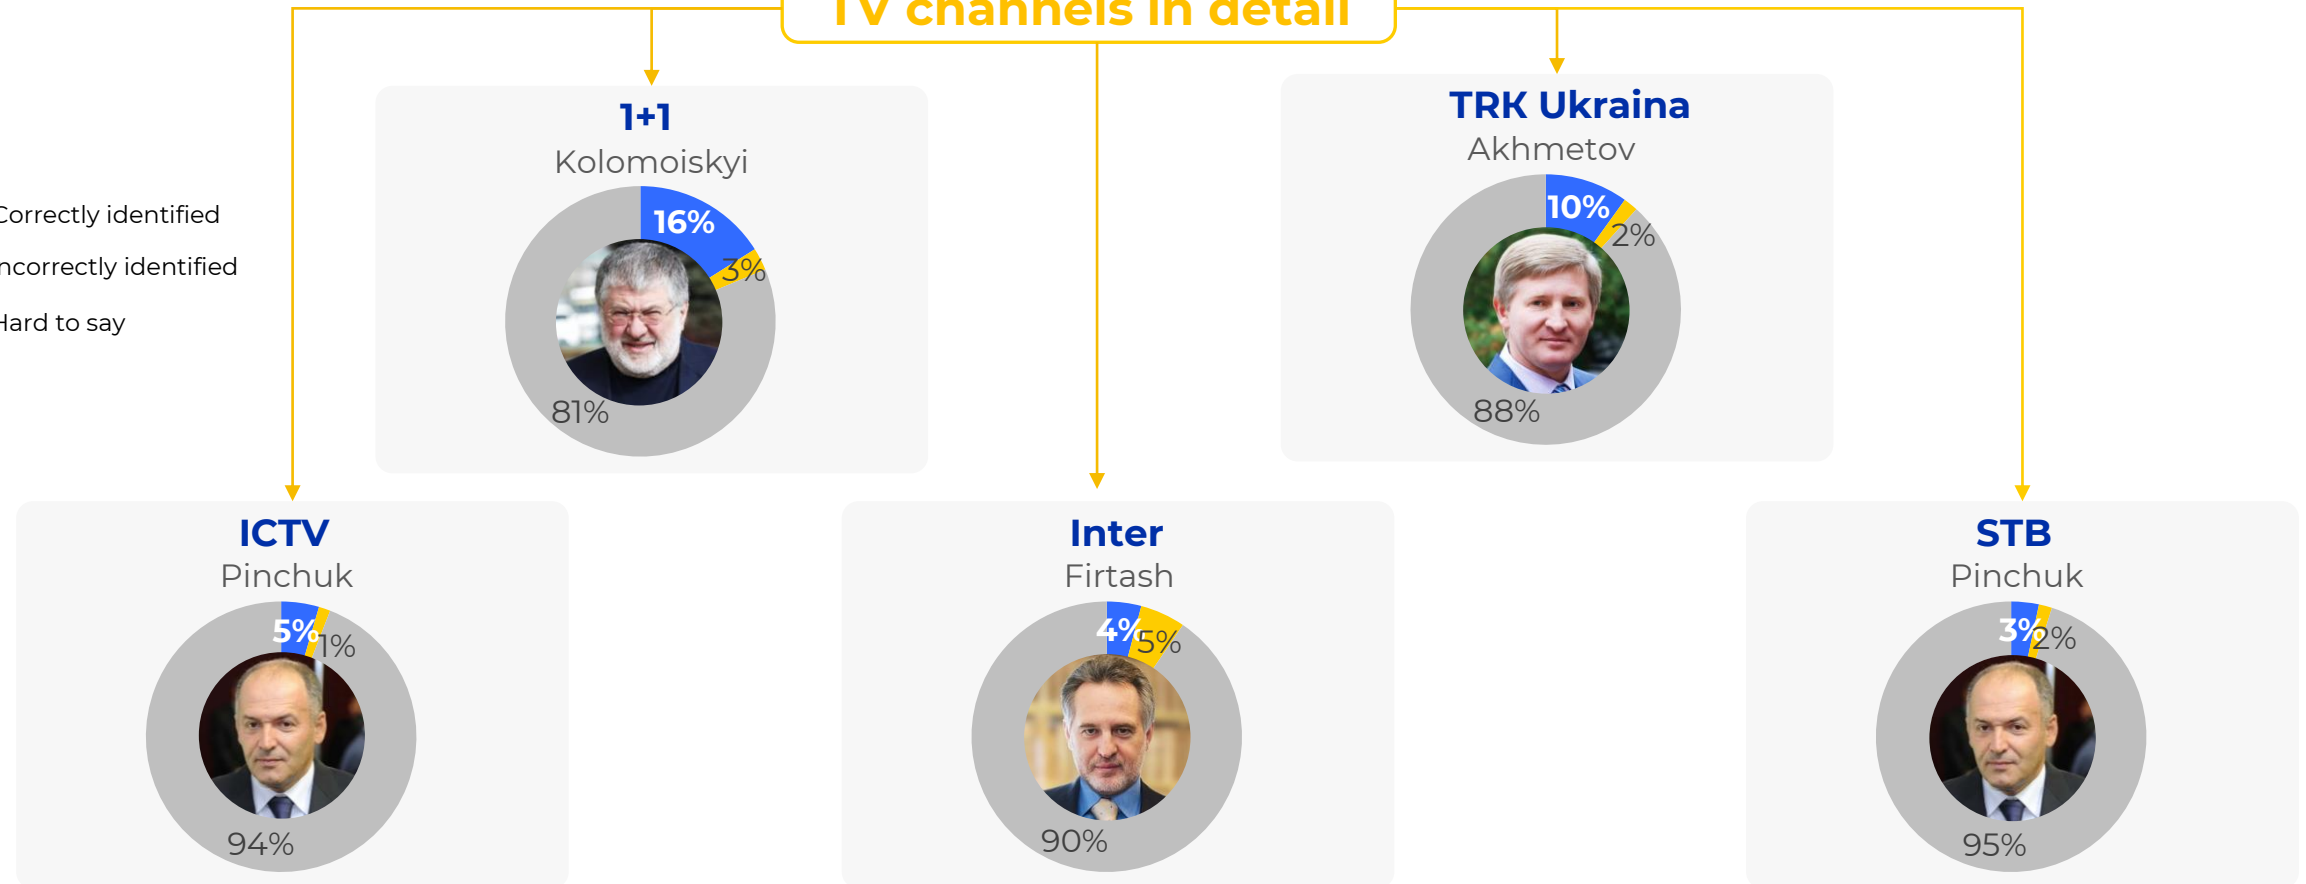 TV channels in detail
1+1
Kolomoiskyi
16%
3%
81%
TRK Ukraina
Akhmetov
10%
2%
88%
Correctly identified
ncorrectly identified
Hard to say
ICTV
Pinchuk
5%
1%
94%
Inter
Firtash
4%
5%
90%
STB
Pinchuk
3%
2%
95%